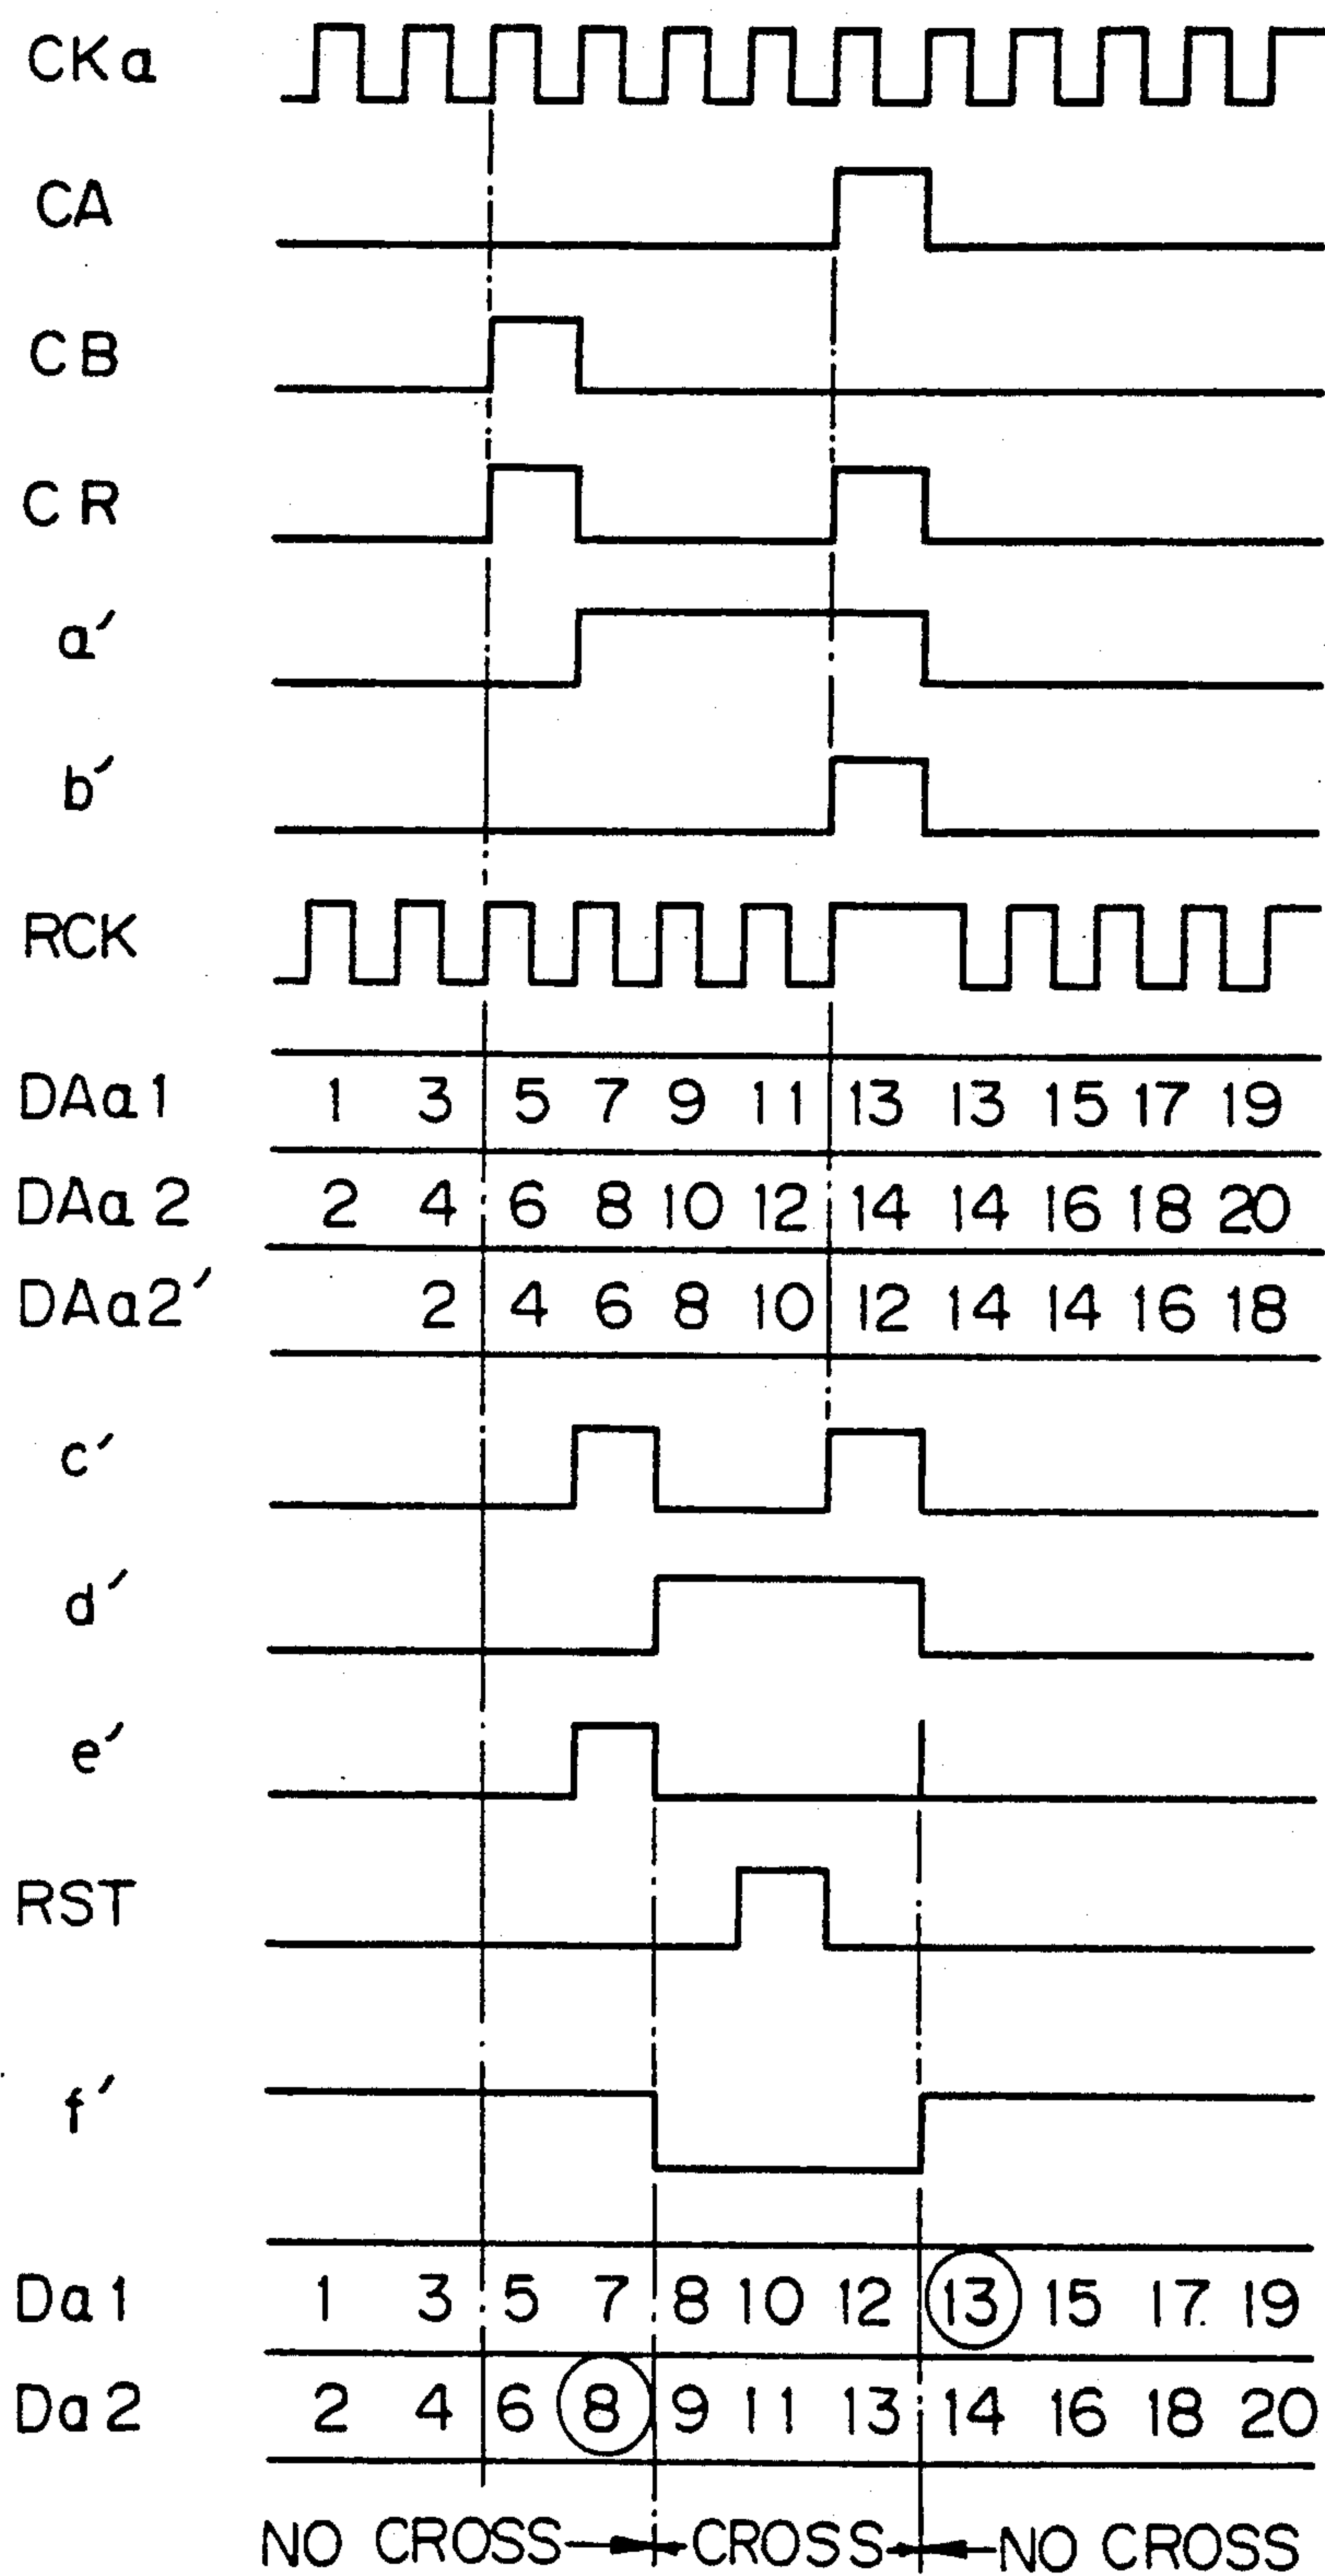 CKa
CA
CB
CR
a′
b′
RCK
DAa1 1 3 5 7 9 11 13 13 15 17 19
DAa2 2 4 6 8 10 12 14 14 16 18 20
DAa2′ 2 4 6 8 10 12 14 14 16 18
c′
d′
e′
RST
f′
Da1 1 3 5 7 8 10 12 13 15 17 19
Da2 2 4 6 8 9 11 13 14 16 18 20
NO CROSS CROSS NO CROSS